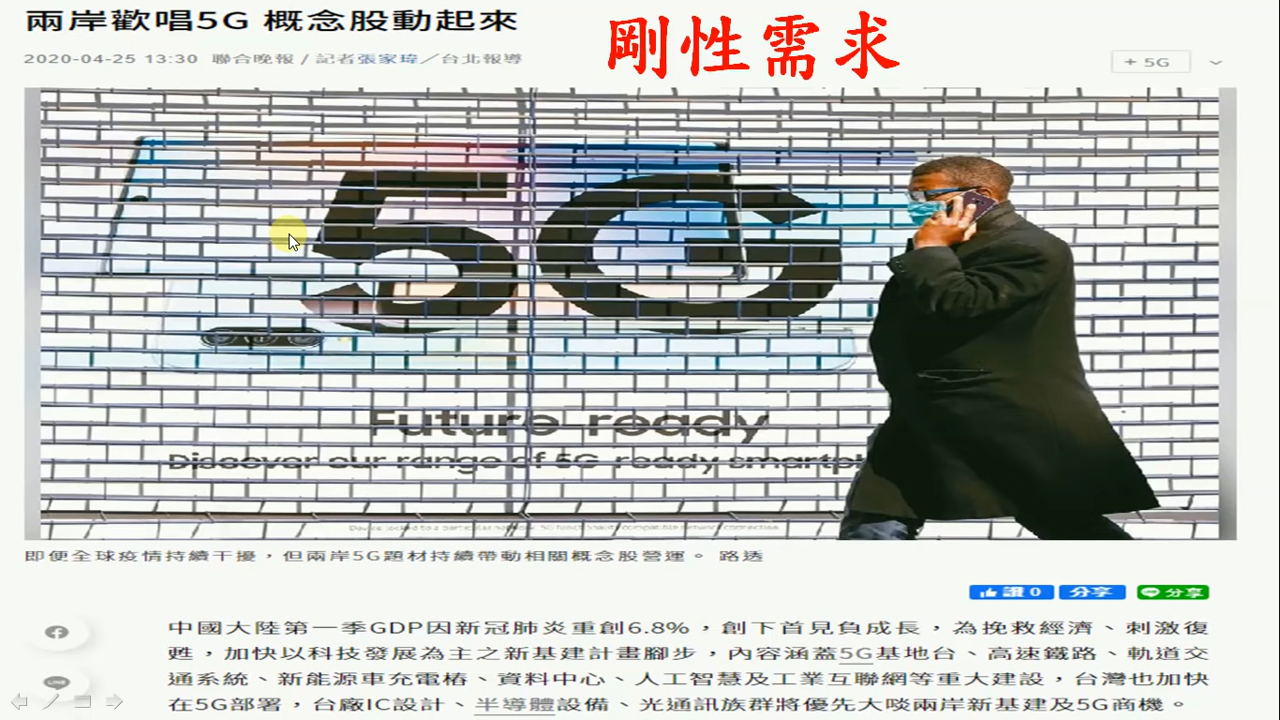 兩岸歡唱5G 概念股動起來
剛性需求
2020-04-25 13:30 聯合晚報 / 記者張家瑋／台北報導
+ 5G
5G
Future-ready
Discover our range of 5G-ready smartph
即便全球疫情持續干擾，但兩岸5G題材持續帶動相關概念股營運。 路透
讚 0
分享
分享
中國大陸第一季GDP因新冠肺炎重創6.8%，創下首見負成長，為挽救經濟、刺激復
甦，加快以科技發展為主之新基建計畫腳步，內容涵蓋5G基地台、高速鐵路、軌道交
通系統、新能源車充電樁、資料中心、人工智慧及工業互聯網等重大建設，台灣也加快
在5G部署，台廠IC設計、半導體設備、光通訊族群將優先大啖兩岸新基建及5G商機。